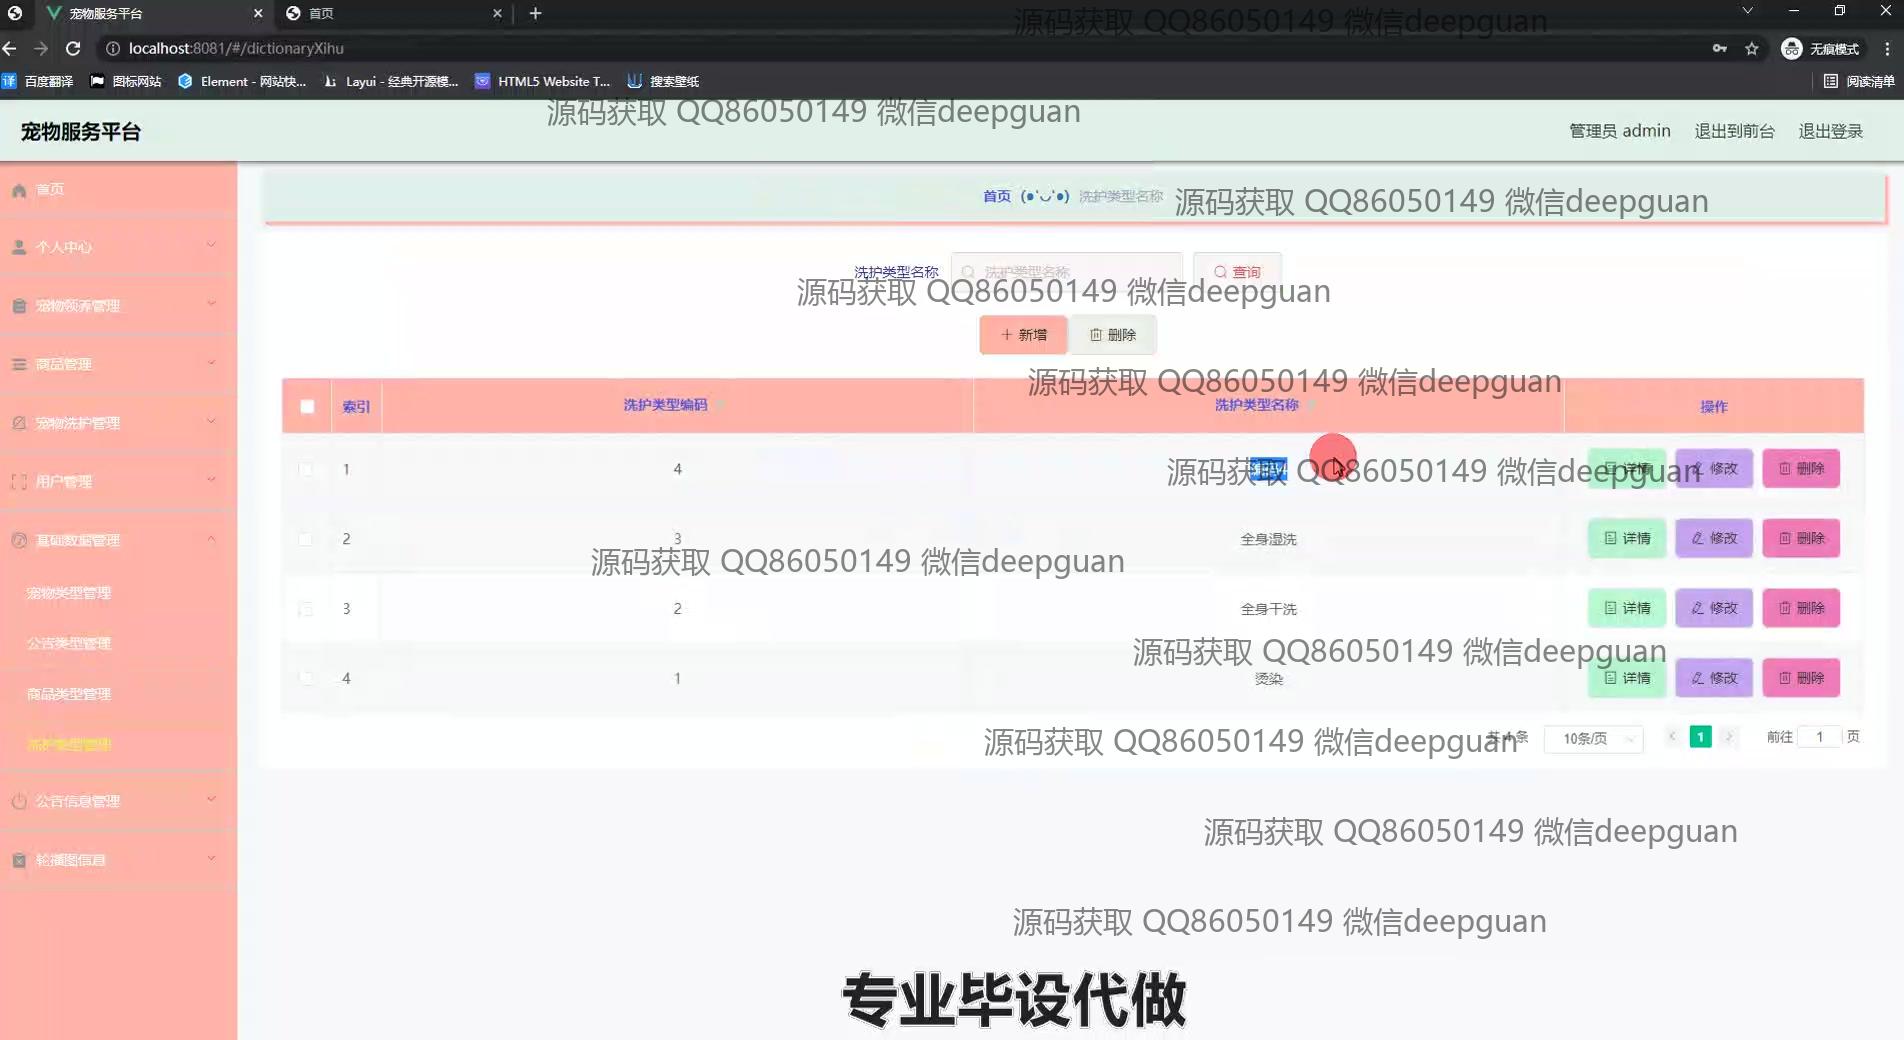 宠物服务平台
首页
源码获取 QQ86050149 微信deepguan
localhost:8081/#/dictionaryXihu
无痕模式
百度翻译
图标网站
Element - 网站快...
Layui - 经典开源模...
HTML5 Website T...
搜索壁纸
阅读清单
源码获取 QQ86050149 微信deepguan
宠物服务平台
管理员 admin
退出到前台
退出登录
首页
首页 (●'◡'●) 洗护类型名称
源码获取 QQ86050149 微信deepguan
个人中心
洗护类型名称
洗护类型名称
查询
源码获取 QQ86050149 微信deepguan
宠物领养管理
新增
删除
商品管理
源码获取 QQ86050149 微信deepguan
索引
洗护类型编码
洗护类型名称
操作
宠物洗护管理
1
4
源码获取 QQ86050149 微信deepguan
详情
修改
删除
用户管理
2
3
全身湿洗
详情
修改
删除
基础数据管理
源码获取 QQ86050149 微信deepguan
宠物类型管理
3
2
全身干洗
详情
修改
删除
公告类型管理
源码获取 QQ86050149 微信deepguan
4
1
烫染
详情
修改
删除
商品类型管理
洗护类型管理
源码获取 QQ86050149 微信deepguan
共 4 条
10条/页
1
前往 1 页
公告信息管理
源码获取 QQ86050149 微信deepguan
轮播图信息
源码获取 QQ86050149 微信deepguan
专业毕设代做